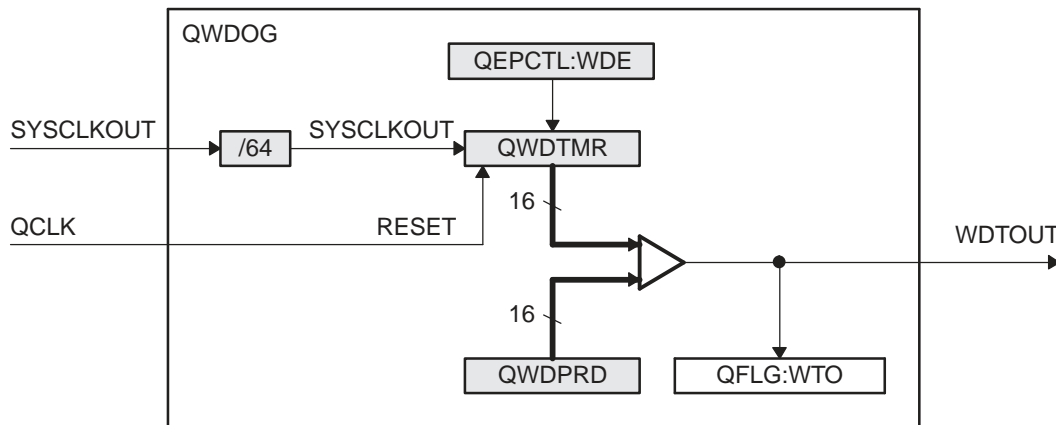 QWDOG
QEPCTL:WDE
SYSCLKOUT
/64
SYSCLKOUT
QWDTMR
16
QCLK
RESET
WDTOUT
16
QWDPRD
QFLG:WTO